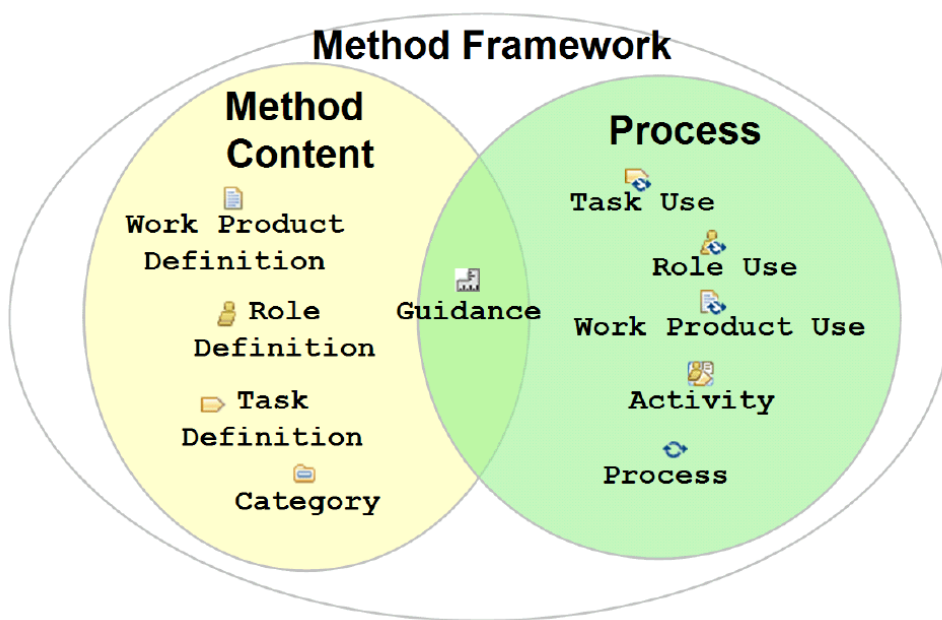 Method Framework
Method
Content
Work Product
Definition
Role
Definition
Task
Definition
Category
Guidance
Process
Task Use
Role Use
Work Product Use
Activity
Process